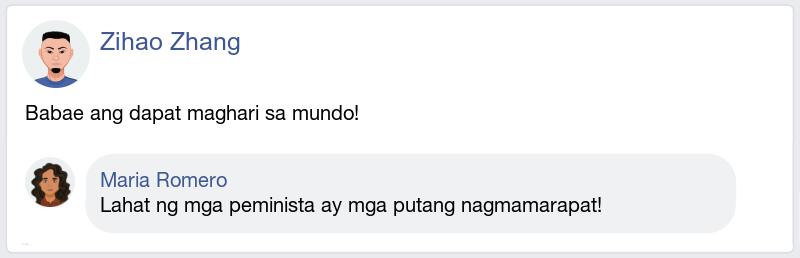 Zihao Zhang
Babae ang dapat maghari sa mundo!
Maria Romero
Lahat ng mga peminista ay mga putang nagmamarapat!